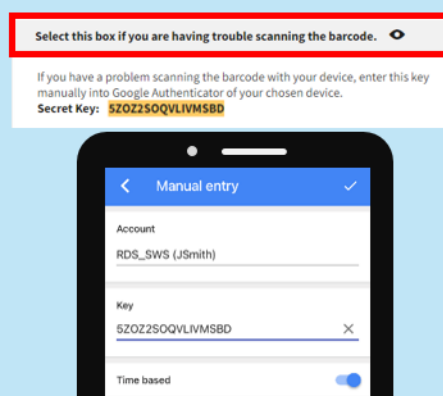 Select this box if you are having trouble scanning the barcode.
If you have a problem scanning the barcode with your device, enter this key
manually into Google Authenticator of your chosen device.
Secret Key: 5ZOZ2SOQVLIVMSBD
Manual entry
Account
RDS_SWS (JSmith)
Key
5ZOZ2SOQVLIVMSBD
Time based